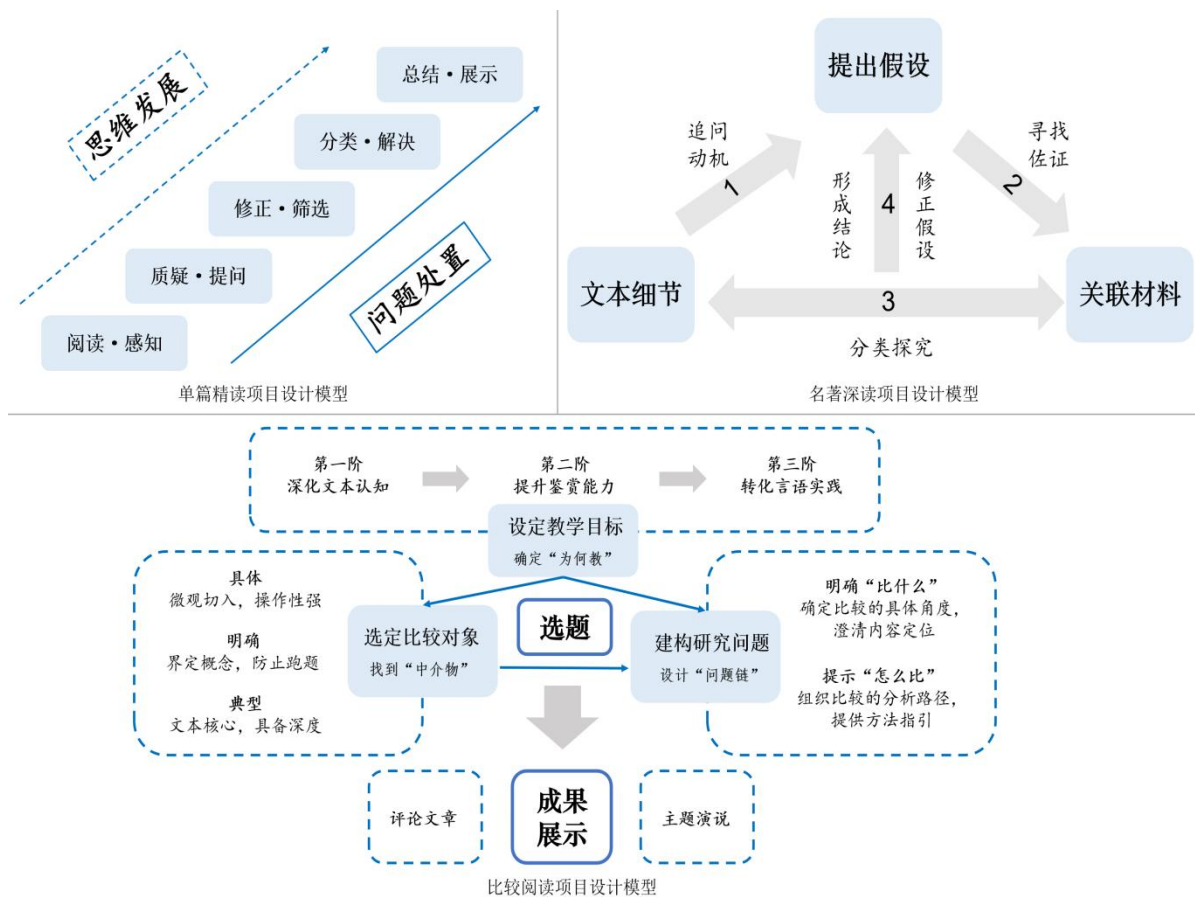 思维发展
总结·展示
分类·解决
修正·筛选
质疑·提问
阅读·感知
问题处置
单篇精读项目设计模型
提出假设
追问
动机
1
寻找
佐证
2
形成结论
4
修正假设
文本细节
3
关联材料
分类探究
名著深读项目设计模型
第一阶
深化文本认知
第二阶
提升鉴赏能力
第三阶
转化言语实践
设定教学目标
确定“为何教”
具体
微观切入，操作性强
明确
界定概念，防止跑题
典型
文本核心，具备深度
选定比较对象
找到“中介物”
选题
建构研究问题
设计“问题链”
明确“比什么”
确定比较的具体角度，
澄清内容定位
提示“怎么比”
组织比较的分析路径，
提供方法指引
评论文章
成果
展示
主题演说
比较阅读项目设计模型